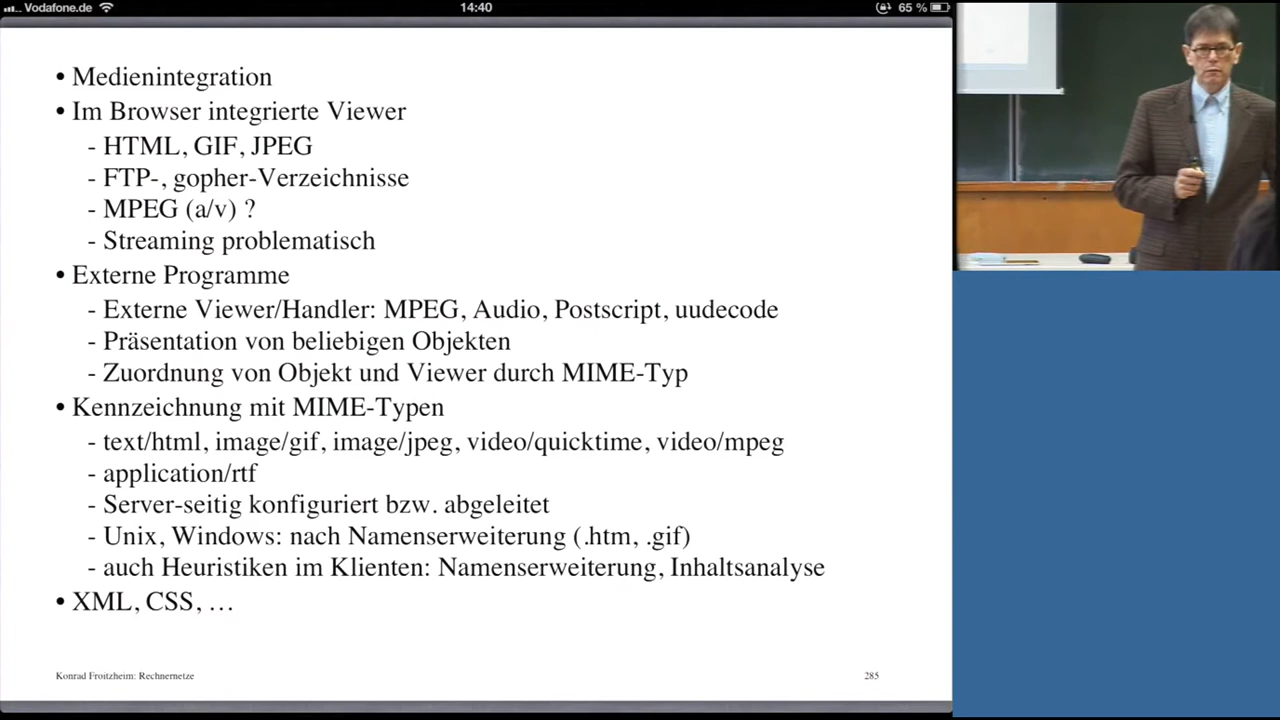 Vodafone.de 14:40 65 %
• Medienintegration
• Im Browser integrierte Viewer
- HTML, GIF, JPEG
- FTP-, gopher-Verzeichnisse
- MPEG (a/v) ?
- Streaming problematisch
• Externe Programme
- Externe Viewer/Handler: MPEG, Audio, Postscript, uudecode
- Präsentation von beliebigen Objekten
- Zuordnung von Objekt und Viewer durch MIME-Typ
• Kennzeichnung mit MIME-Typen
- text/html, image/gif, image/jpeg, video/quicktime, video/mpeg
- application/rtf
- Server-seitig konfiguriert bzw. abgeleitet
- Unix, Windows: nach Namenserweiterung (.htm, .gif)
- auch Heuristiken im Klienten: Namenserweiterung, Inhaltsanalyse
• XML, CSS, …
Konrad Froitzheim: Rechnernetze 285